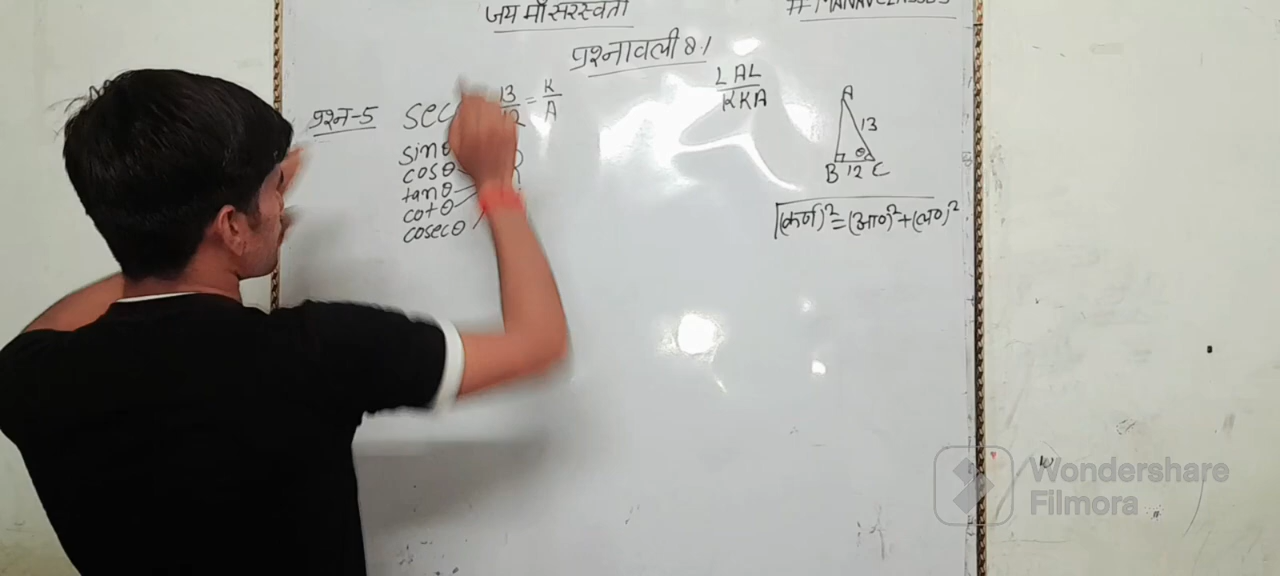 जय माँ सरस्वती
प्रश्नावली 8.1
प्रश्न-5 sec 13/12 = K/A
sinθ
cosθ
tanθ
cotθ
cosecθ
LAL
KKA
A
13
θ
B 12 C
(कर्ण)² = (आ०)² + (ल०)²
Wondershare
Filmora